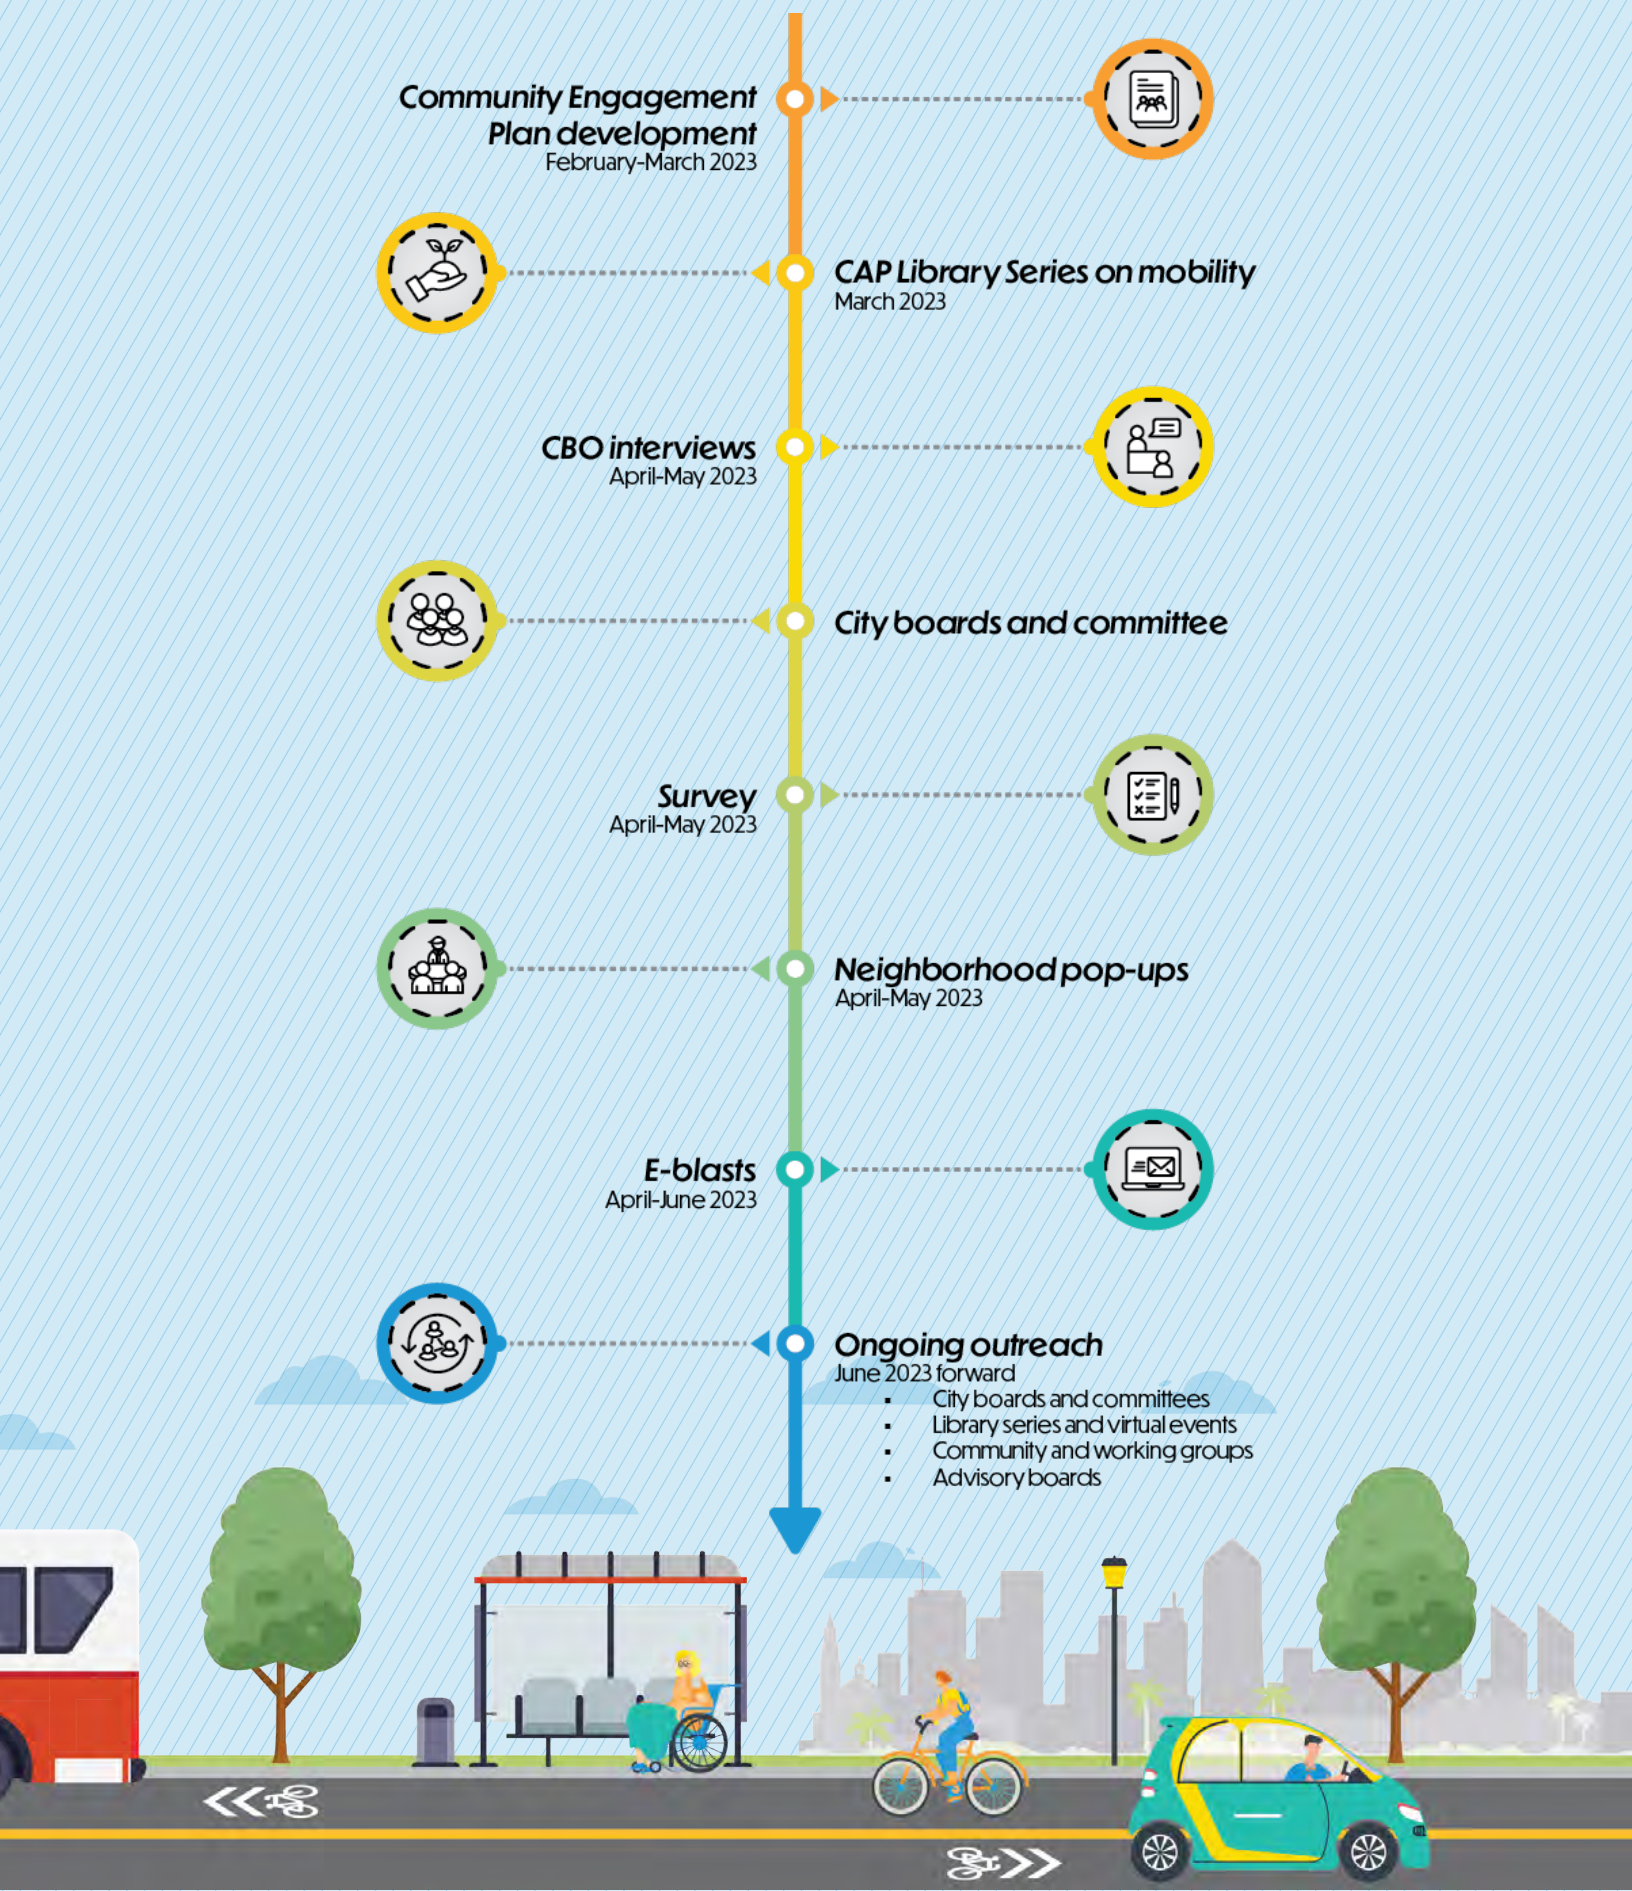 Community Engagement
Plan development
February-March 2023
CAP Library Series on mobility
March 2023
CBO interviews
April-May 2023
City boards and committee
Survey
April-May 2023
Neighborhood pop-ups
April-May 2023
E-blasts
April-June 2023
Ongoing outreach
June 2023 forward
▪ City boards and committees
▪ Library series and virtual events
▪ Community and working groups
▪ Advisory boards